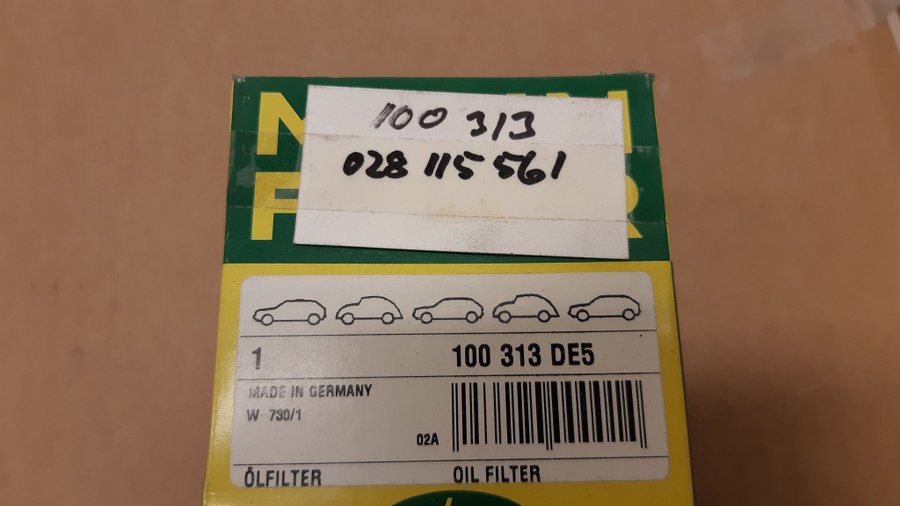 100 313
028 115 561
1 100 313 DE5
MADE IN GERMANY
W 730/1
02A
ÖLFILTER OIL FILTER